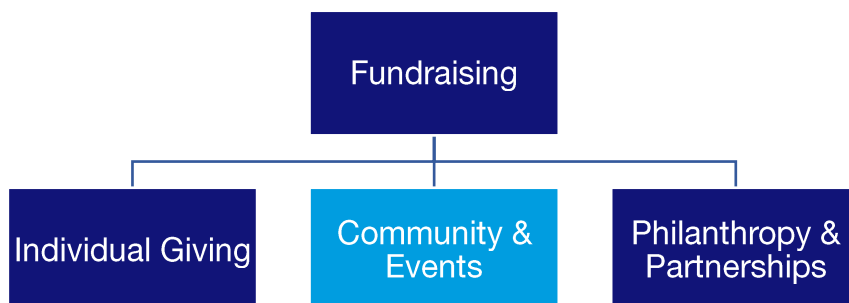 Fundraising
Individual Giving
Community &
Events
Philanthropy &
Partnerships